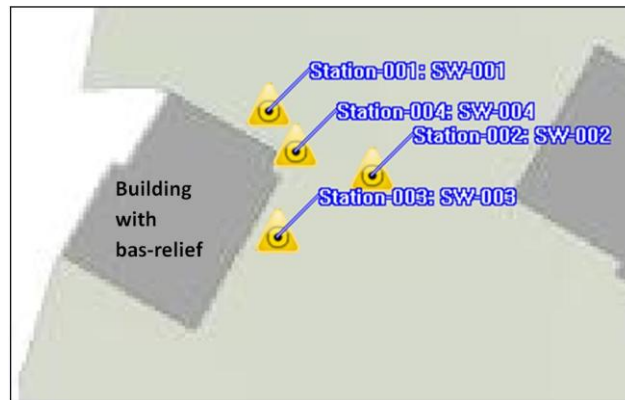 Station-001: SW-001
Station-004: SW-004
Station-002: SW-002
Station-003: SW-003
Building
with
bas-relief